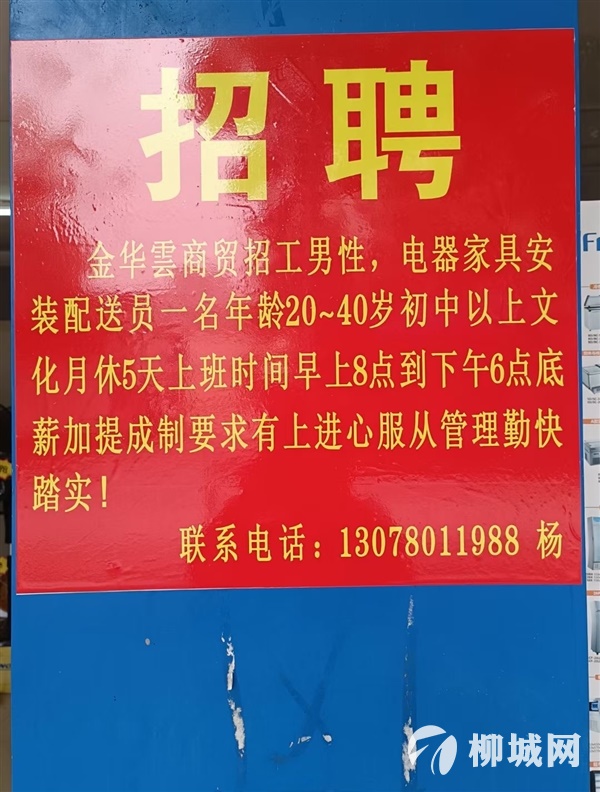 招聘
金华雲商贸招工男性，电器家具安
装配送员一名年龄20~40岁初中以上文
化月休5天上班时间早上8点到下午6点底
薪加提成制要求有上进心服从管理勤快
踏实！
联系电话：13078011988 杨
柳城网